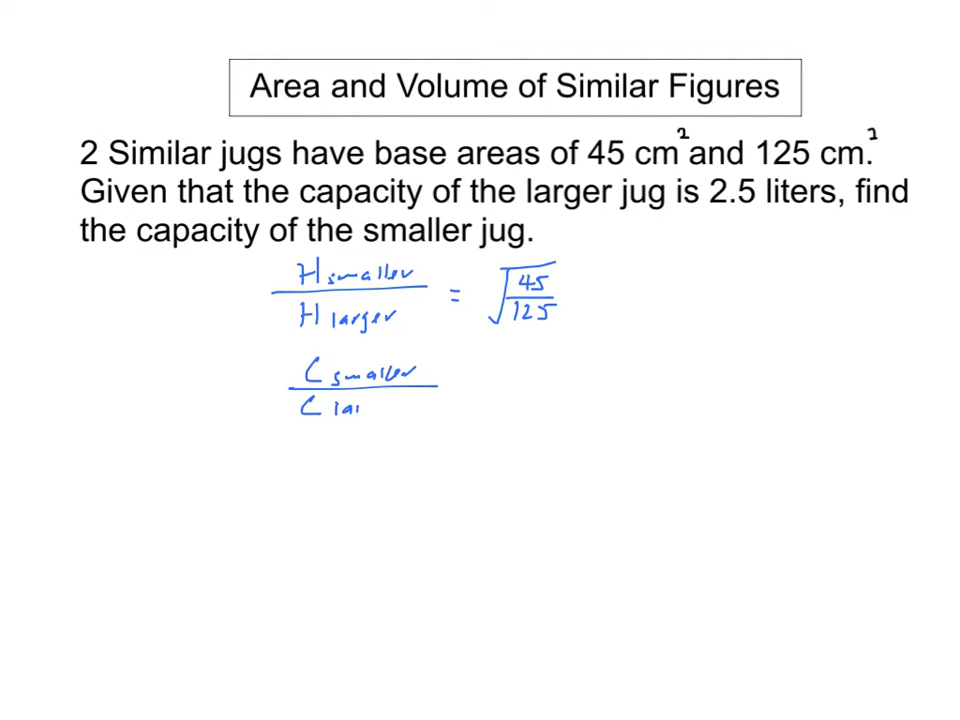 Area and Volume of Similar Figures
2 Similar jugs have base areas of 45 cm² and 125 cm.²
Given that the capacity of the larger jug is 2.5 liters, find
the capacity of the smaller jug.
H smaller
H larger
= √45
125
C smaller
C lar